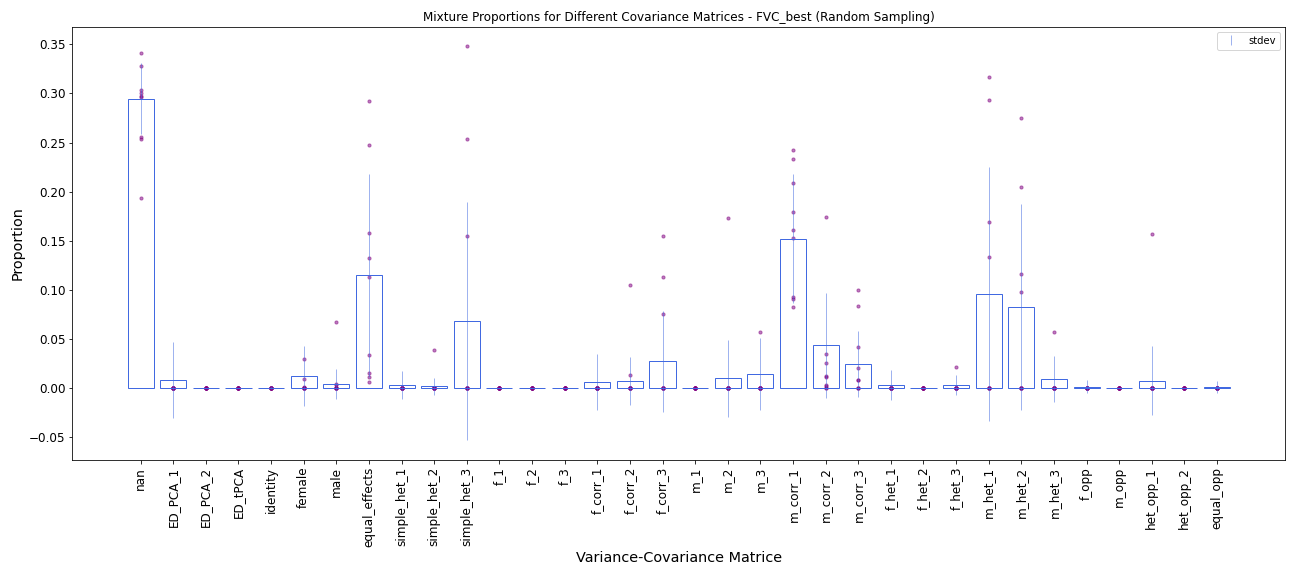 Mixture Proportions for Different Covariance Matrices - FVC_best (Random Sampling)
stdev
Proportion
0.35
0.30
0.25
0.20
0.15
0.10
0.05
0.00
−0.05
nan
ED_PCA_1
ED_PCA_2
ED_tPCA
identity
female
male
equal_effects
simple_het_1
simple_het_2
simple_het_3
f_1
f_2
f_3
f_corr_1
f_corr_2
f_corr_3
m_1
m_2
m_3
m_corr_1
m_corr_2
m_corr_3
f_het_1
f_het_2
f_het_3
m_het_1
m_het_2
m_het_3
f_opp
m_opp
het_opp_1
het_opp_2
equal_opp
Variance-Covariance Matrice